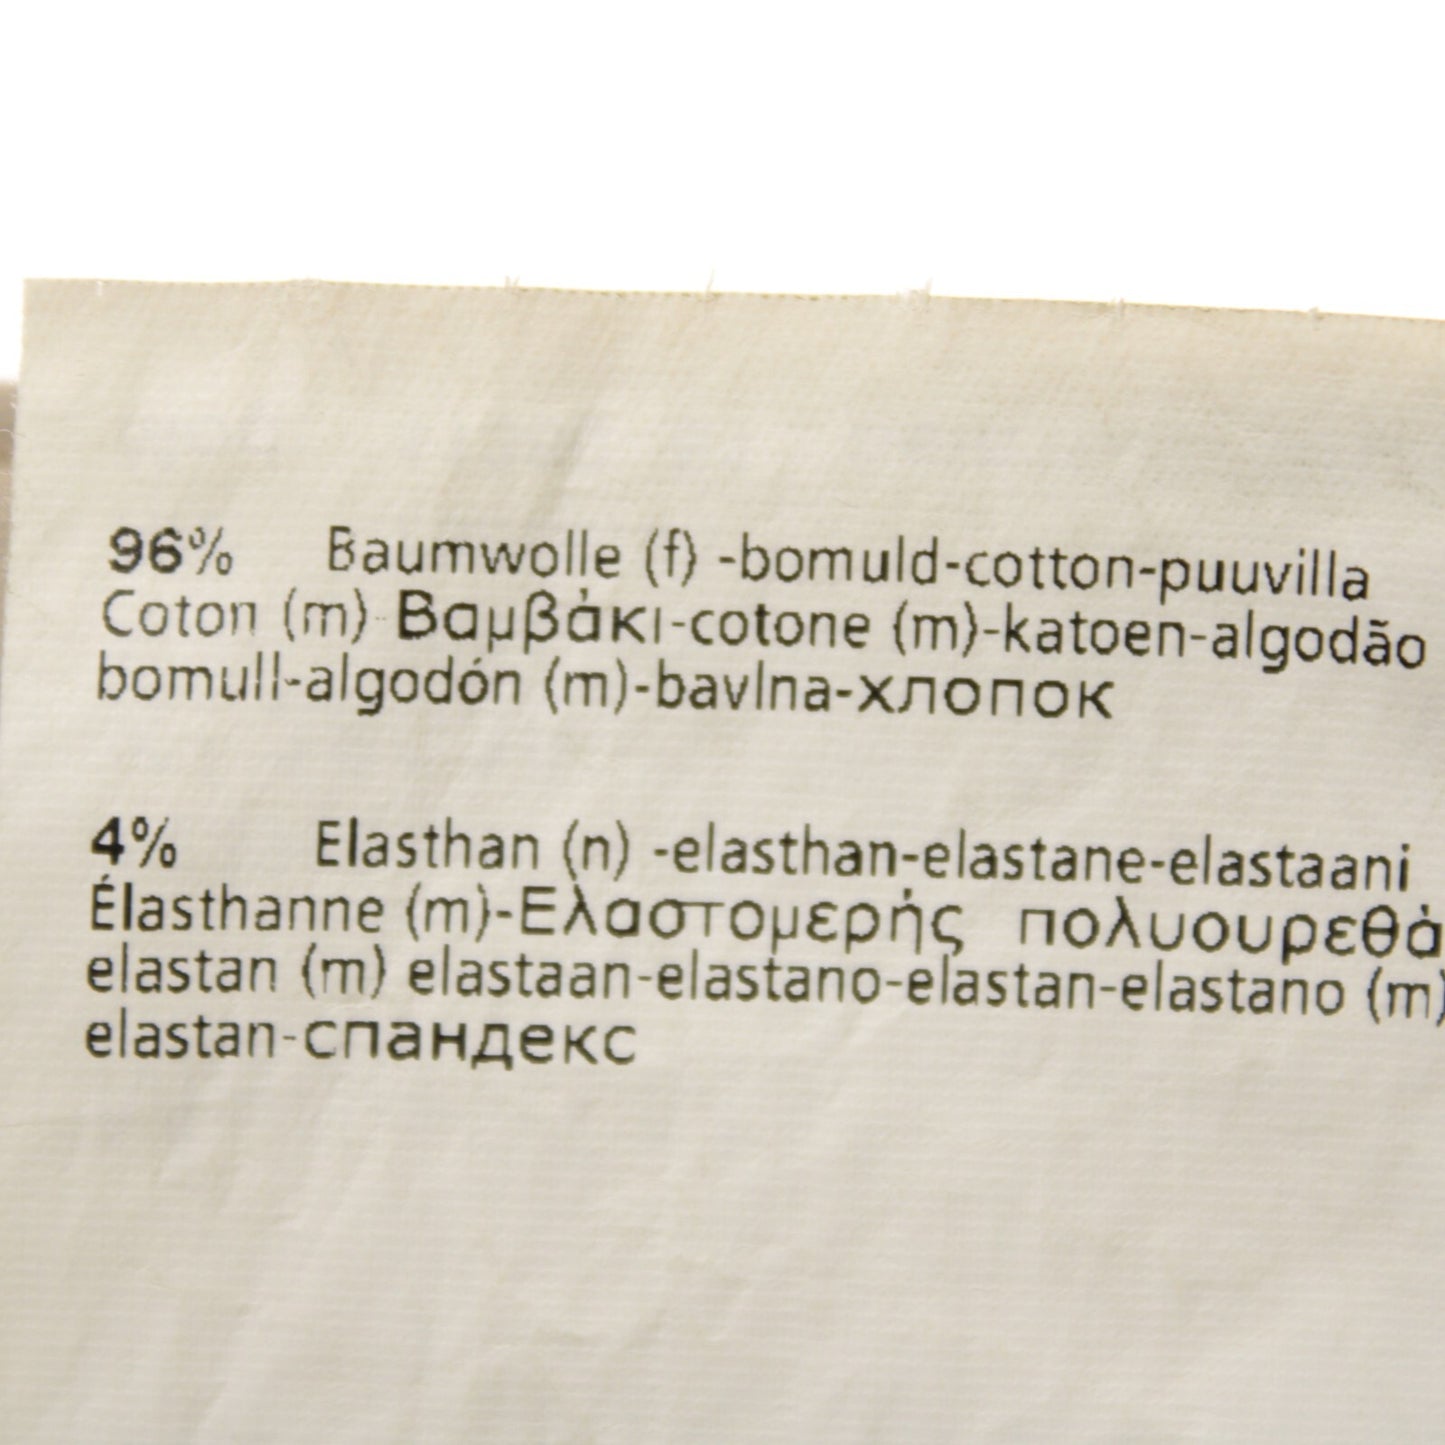 96% Baumwolle (f) -bomuld-cotton-puuvilla
Coton (m) Βαμβάκι-cotone (m)-katoen-algodão
bomull-algodón (m)-bavlna-хлопок
4% Elasthan (n) -elasthan-elastane-elastaani
Élasthanne (m)-Ελαστομερής πολυουρεθά
elastan (m) elastaan-elastano-elastan-elastano (m)
elastan-спандекс